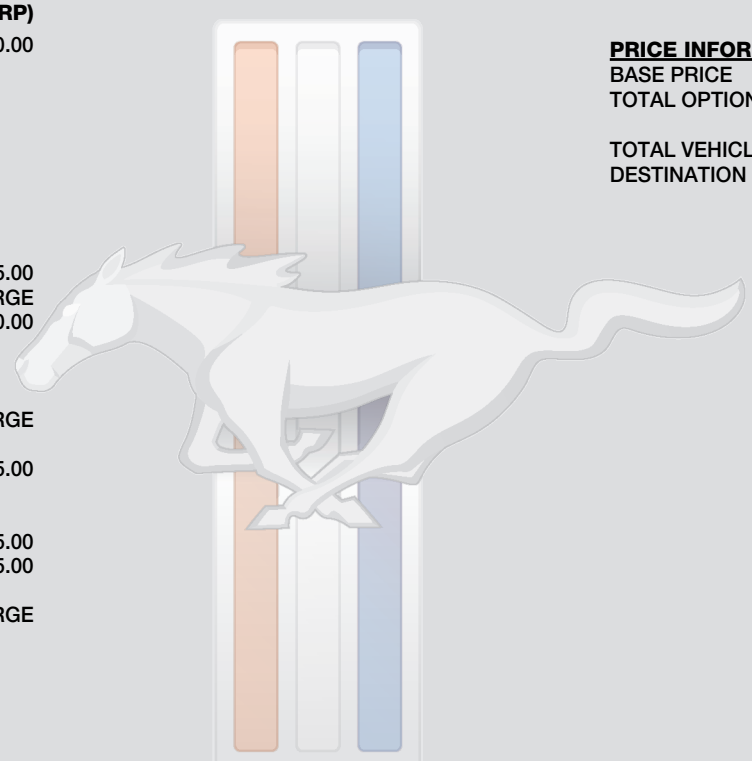 RP)
0.00
5.00
RGE
0.00
RGE
5.00
5.00
5.00
RGE
PRICE INFOR
BASE PRICE
TOTAL OPTION
TOTAL VEHICL
DESTINATION